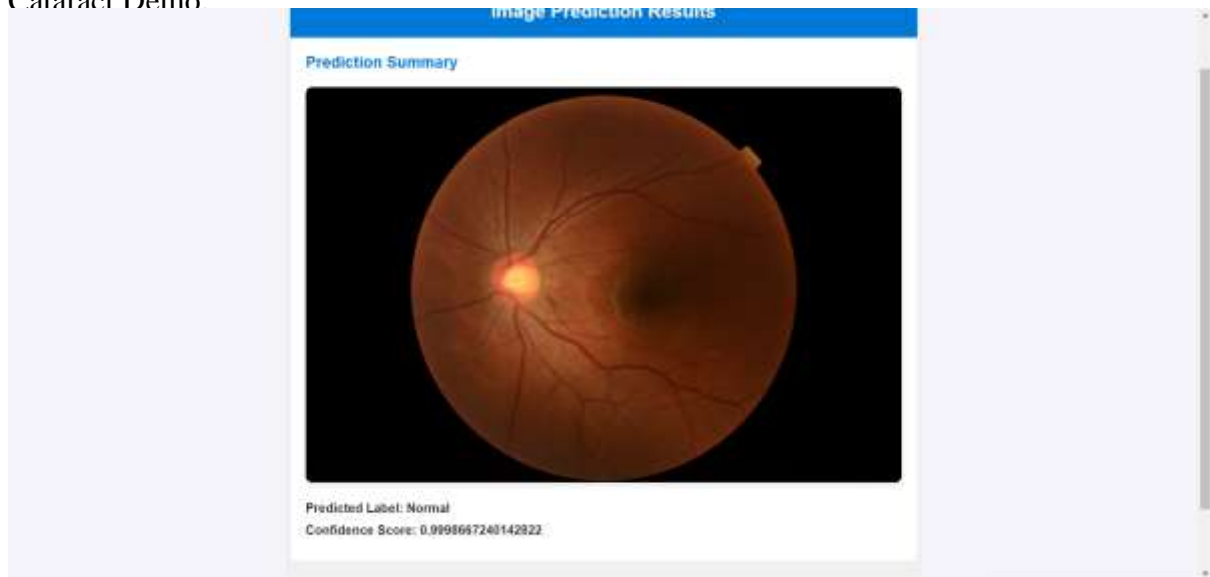 Cataract Demo
Image Prediction Results
Prediction Summary
Predicted Label: Normal
Confidence Score: 0.9998667240142822